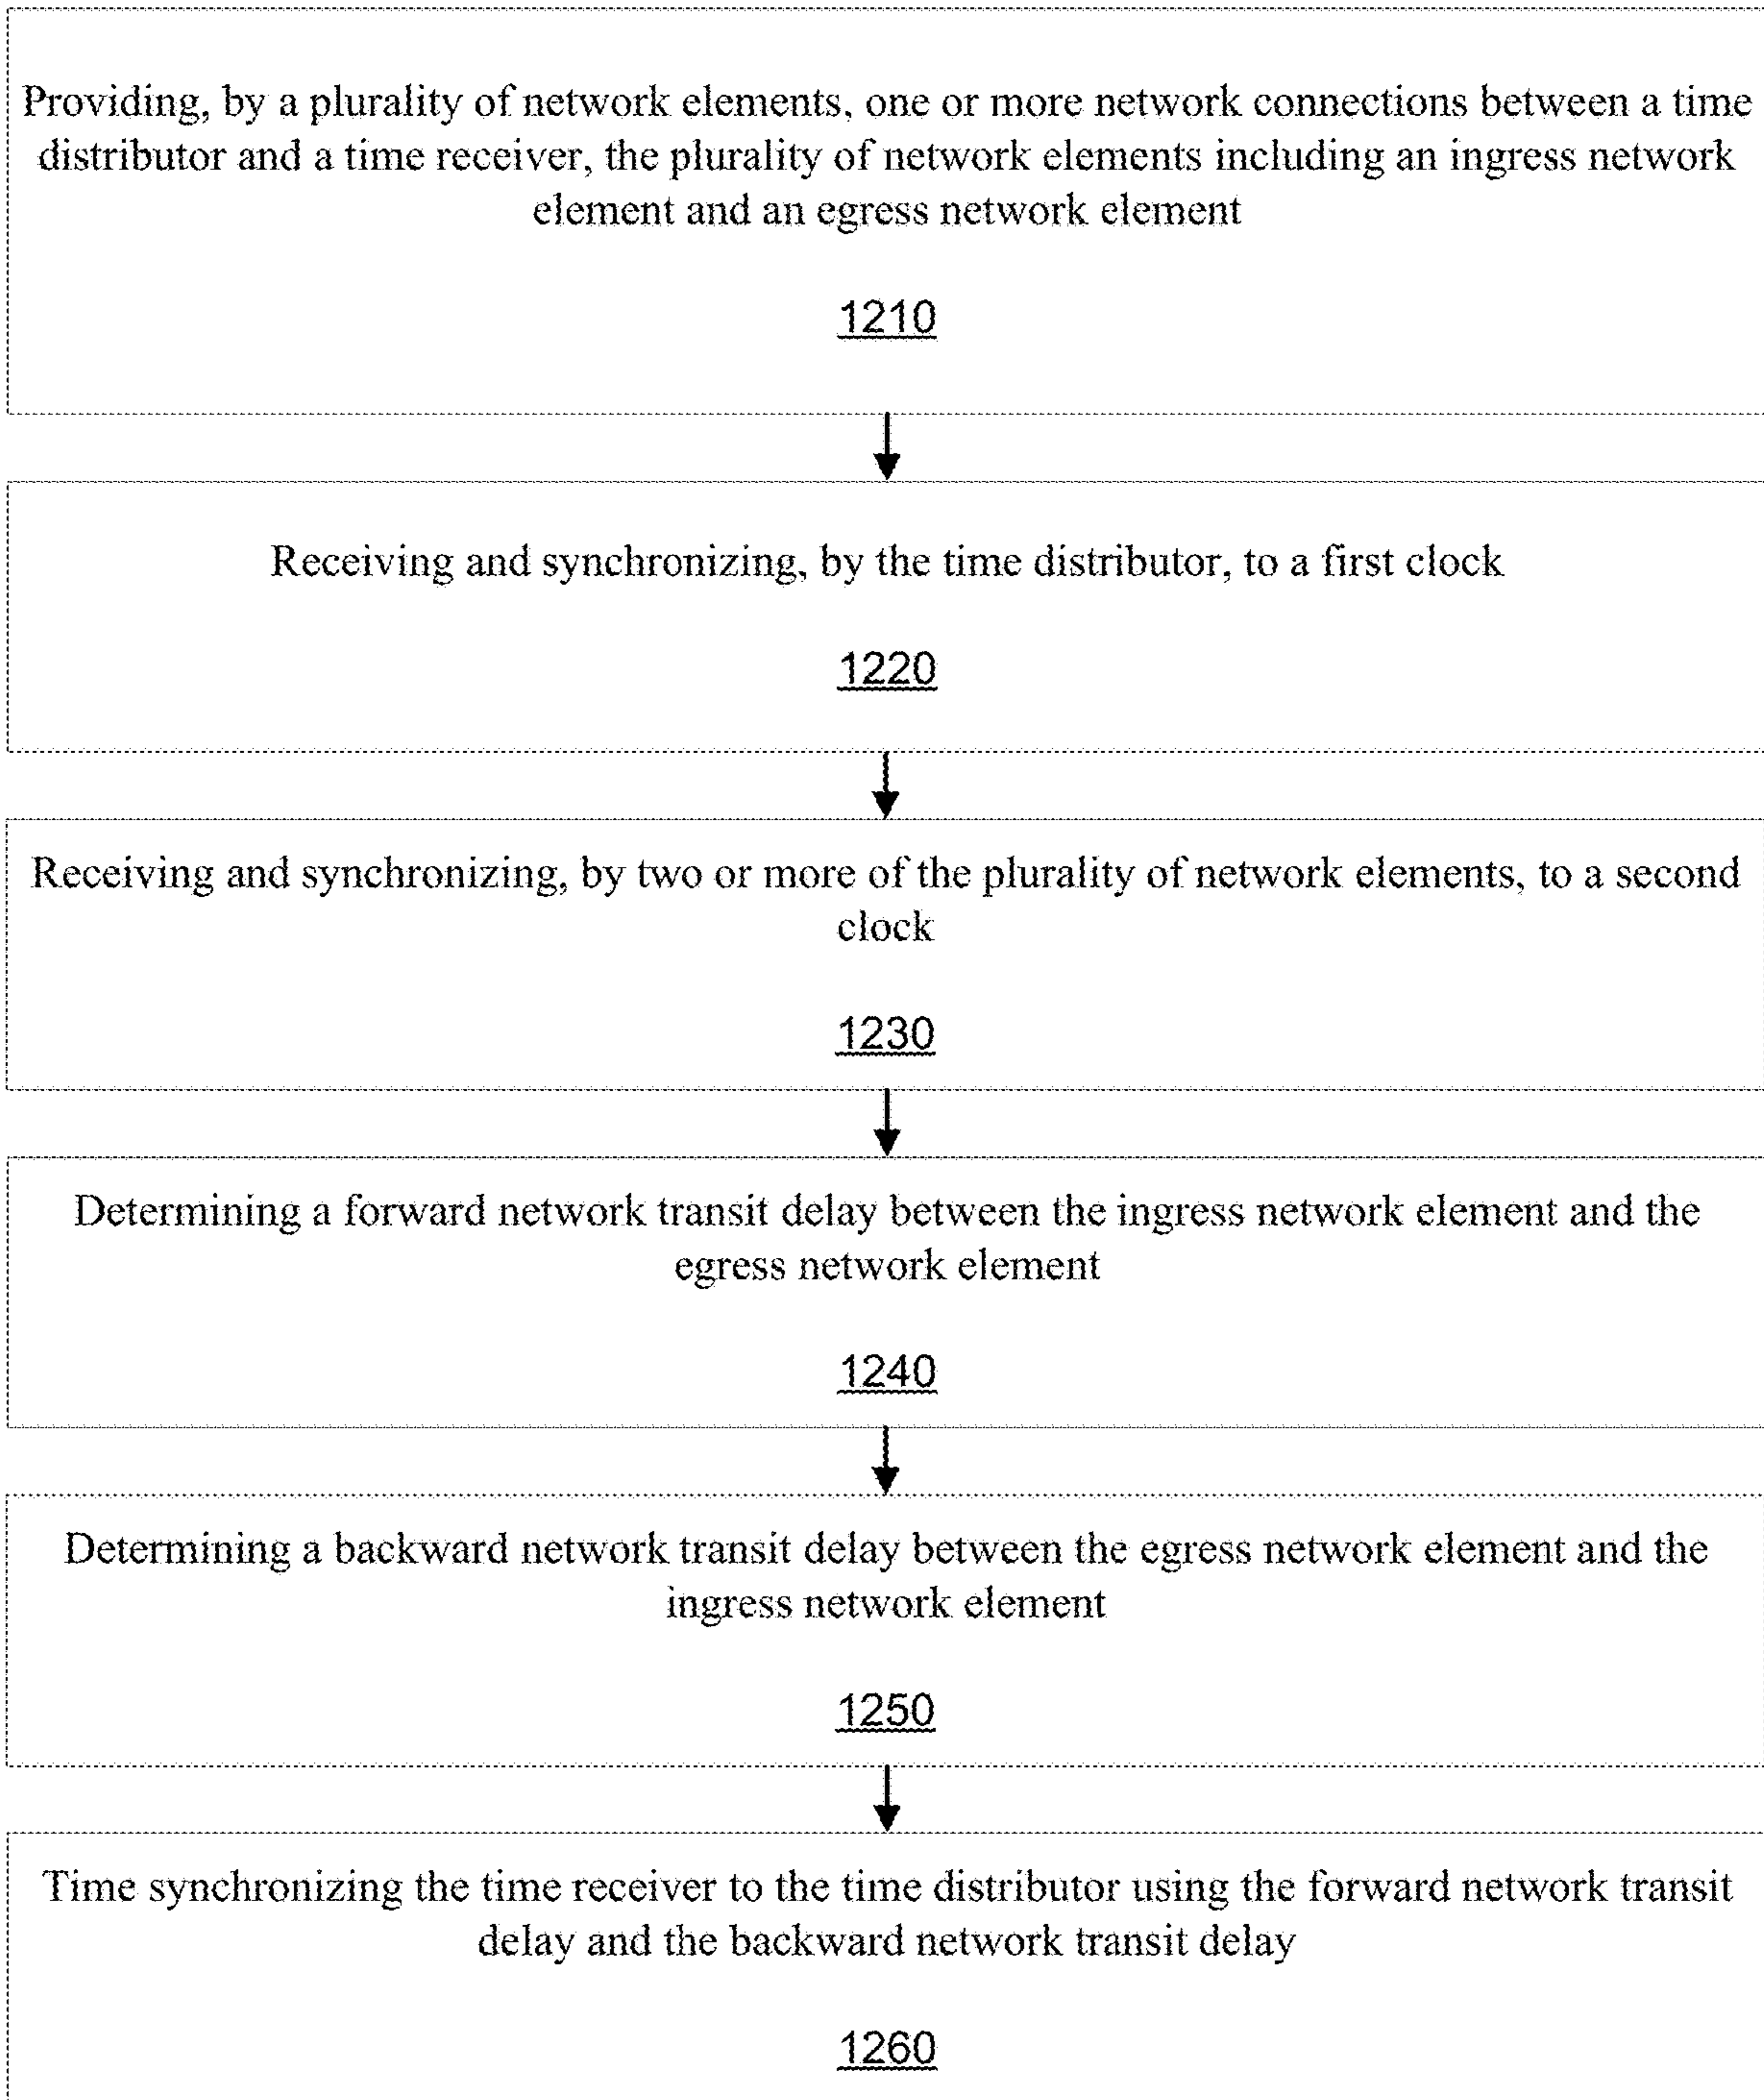 Providing, by a plurality of network elements, one or more network connections between a time
distributor and a time receiver, the plurality of network elements including an ingress network
element and an egress network element
1210
Receiving and synchronizing, by the time distributor, to a first clock
1220
Receiving and synchronizing, by two or more of the plurality of network elements, to a second
clock
1230
Determining a forward network transit delay between the ingress network element and the
egress network element
1240
Determining a backward network transit delay between the egress network element and the
ingress network element
1250
Time synchronizing the time receiver to the time distributor using the forward network transit
delay and the backward network transit delay
1260